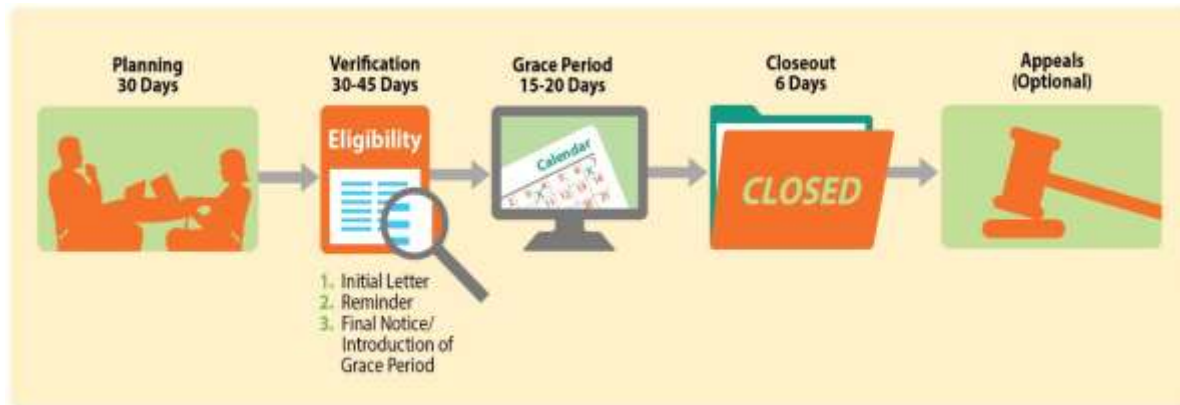 Planning
30 Days
Verification
30-45 Days
Grace Period
15-20 Days
Closeout
6 Days
Appeals
(Optional)
Eligibility
Calendar
CLOSED
1. Initial Letter
2. Reminder
3. Final Notice/
Introduction of
Grace Period